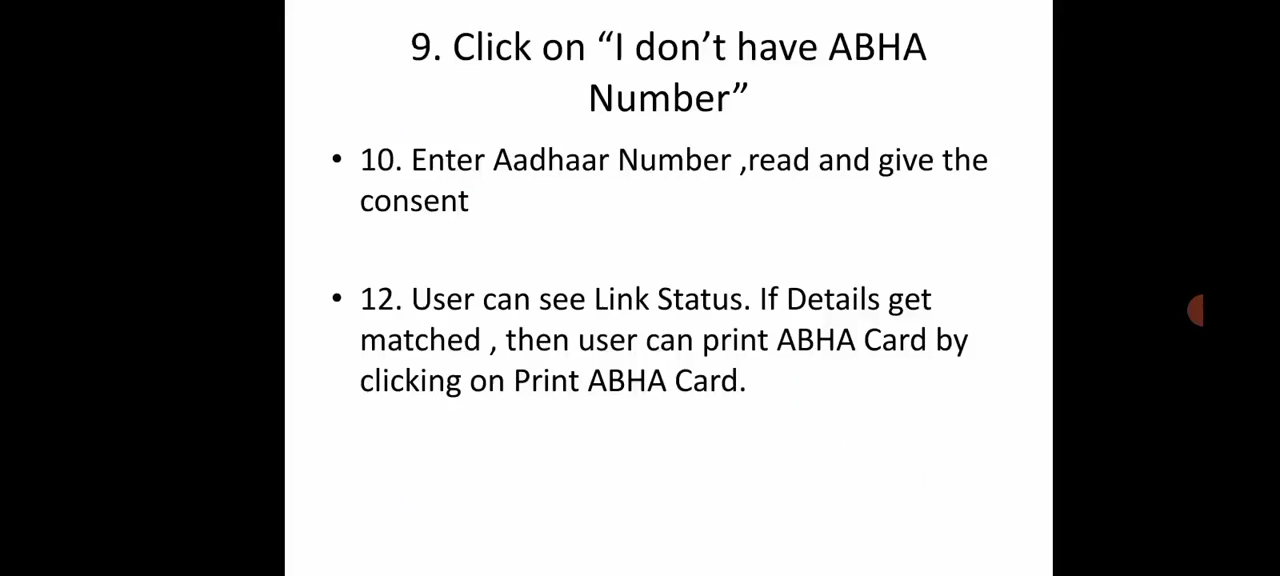 9. Click on “I don’t have ABHA
Number”
• 10. Enter Aadhaar Number ,read and give the
consent
• 12. User can see Link Status. If Details get
matched , then user can print ABHA Card by
clicking on Print ABHA Card.